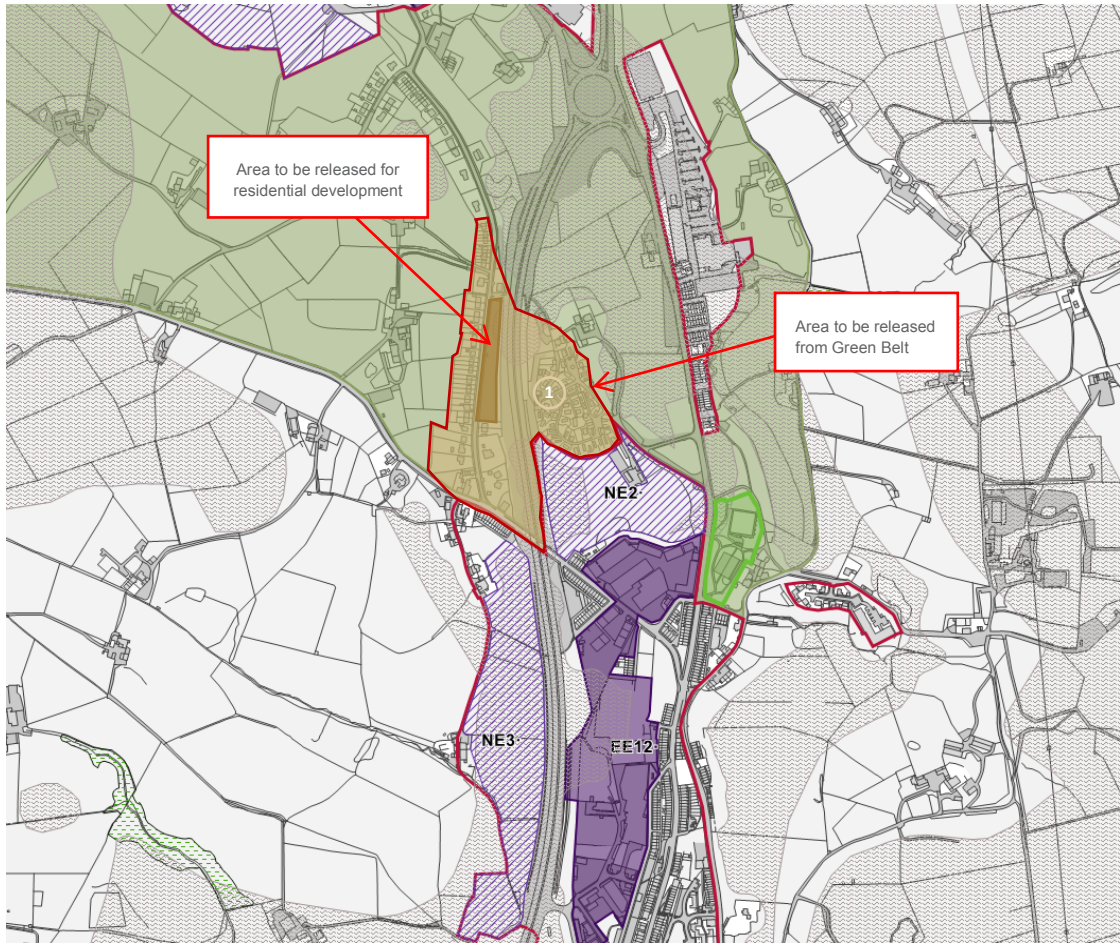 Area to be released for
residential development
Area to be released
from Green Belt
1
NE2
NE3
EE12